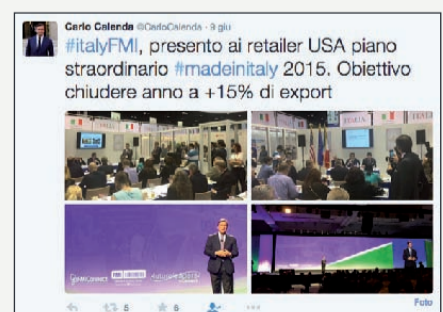 Carlo Calenda @CarloCalenda · 9 giu
#italyFMI, presento ai retailer USA piano
straordinario #madeinitaly 2015. Obiettivo
chiudere anno a +15% di export
5
6
Foto